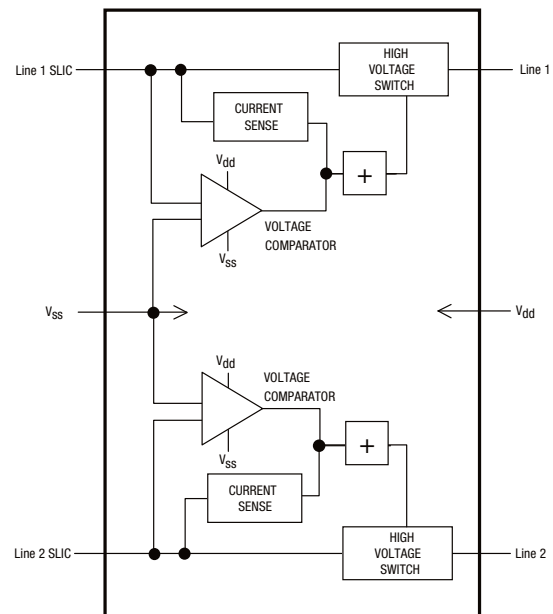 HIGH
VOLTAGE
SWITCH
Line 1 SLIC
Line 1
CURRENT
SENSE
Vdd
+
VOLTAGE
COMPARATOR
Vss
Vss
Vdd
Vdd
VOLTAGE
COMPARATOR
+
Vss
CURRENT
SENSE
HIGH
VOLTAGE
SWITCH
Line 2 SLIC
Line 2